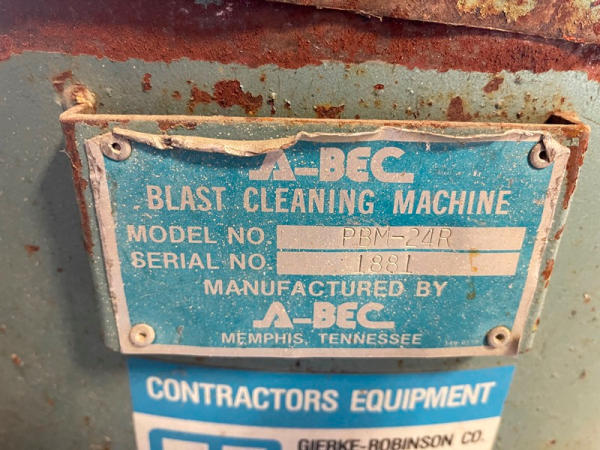 A-BEC
BLAST CLEANING MACHINE
MODEL NO. PBM-24R
SERIAL NO. 1881
MANUFACTURED BY
A-BEC
MEMPHIS, TENNESSEE
CONTRACTORS EQUIPMENT
GIERKE-ROBINSON CO.